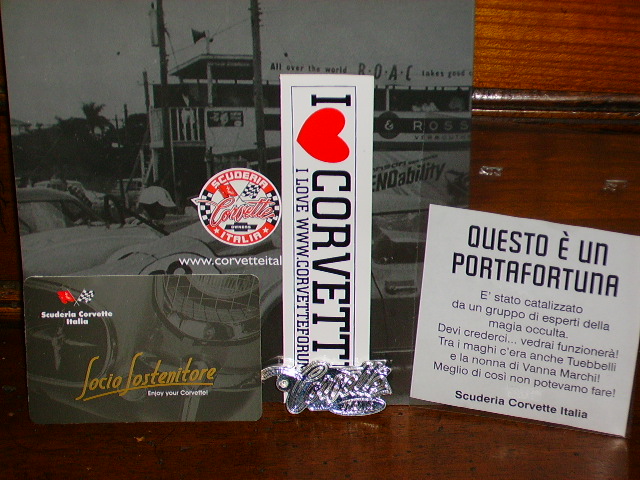 All over the world R·O·A·C takes good
& ROSS
VERMOUTH
ENDability
SCUDERIA
Corvette
OWNERS
ITALIA
www.corvetteital
I ♥ CORVETT
I LOVE WWW.CORVETTEFORU
Scuderia Corvette
Italia
Socio Sostenitore
Enjoy your Corvette!
Corvette
QUESTO È UN
PORTAFORTUNA
E' stato catalizzato
da un gruppo di esperti della
magia occulta.
Devi crederci... vedrai funzionerà!
Tra i maghi c'era anche Tuebbelli
e la nonna di Vanna Marchi!
Meglio di così non potevamo fare!
Scuderia Corvette Italia